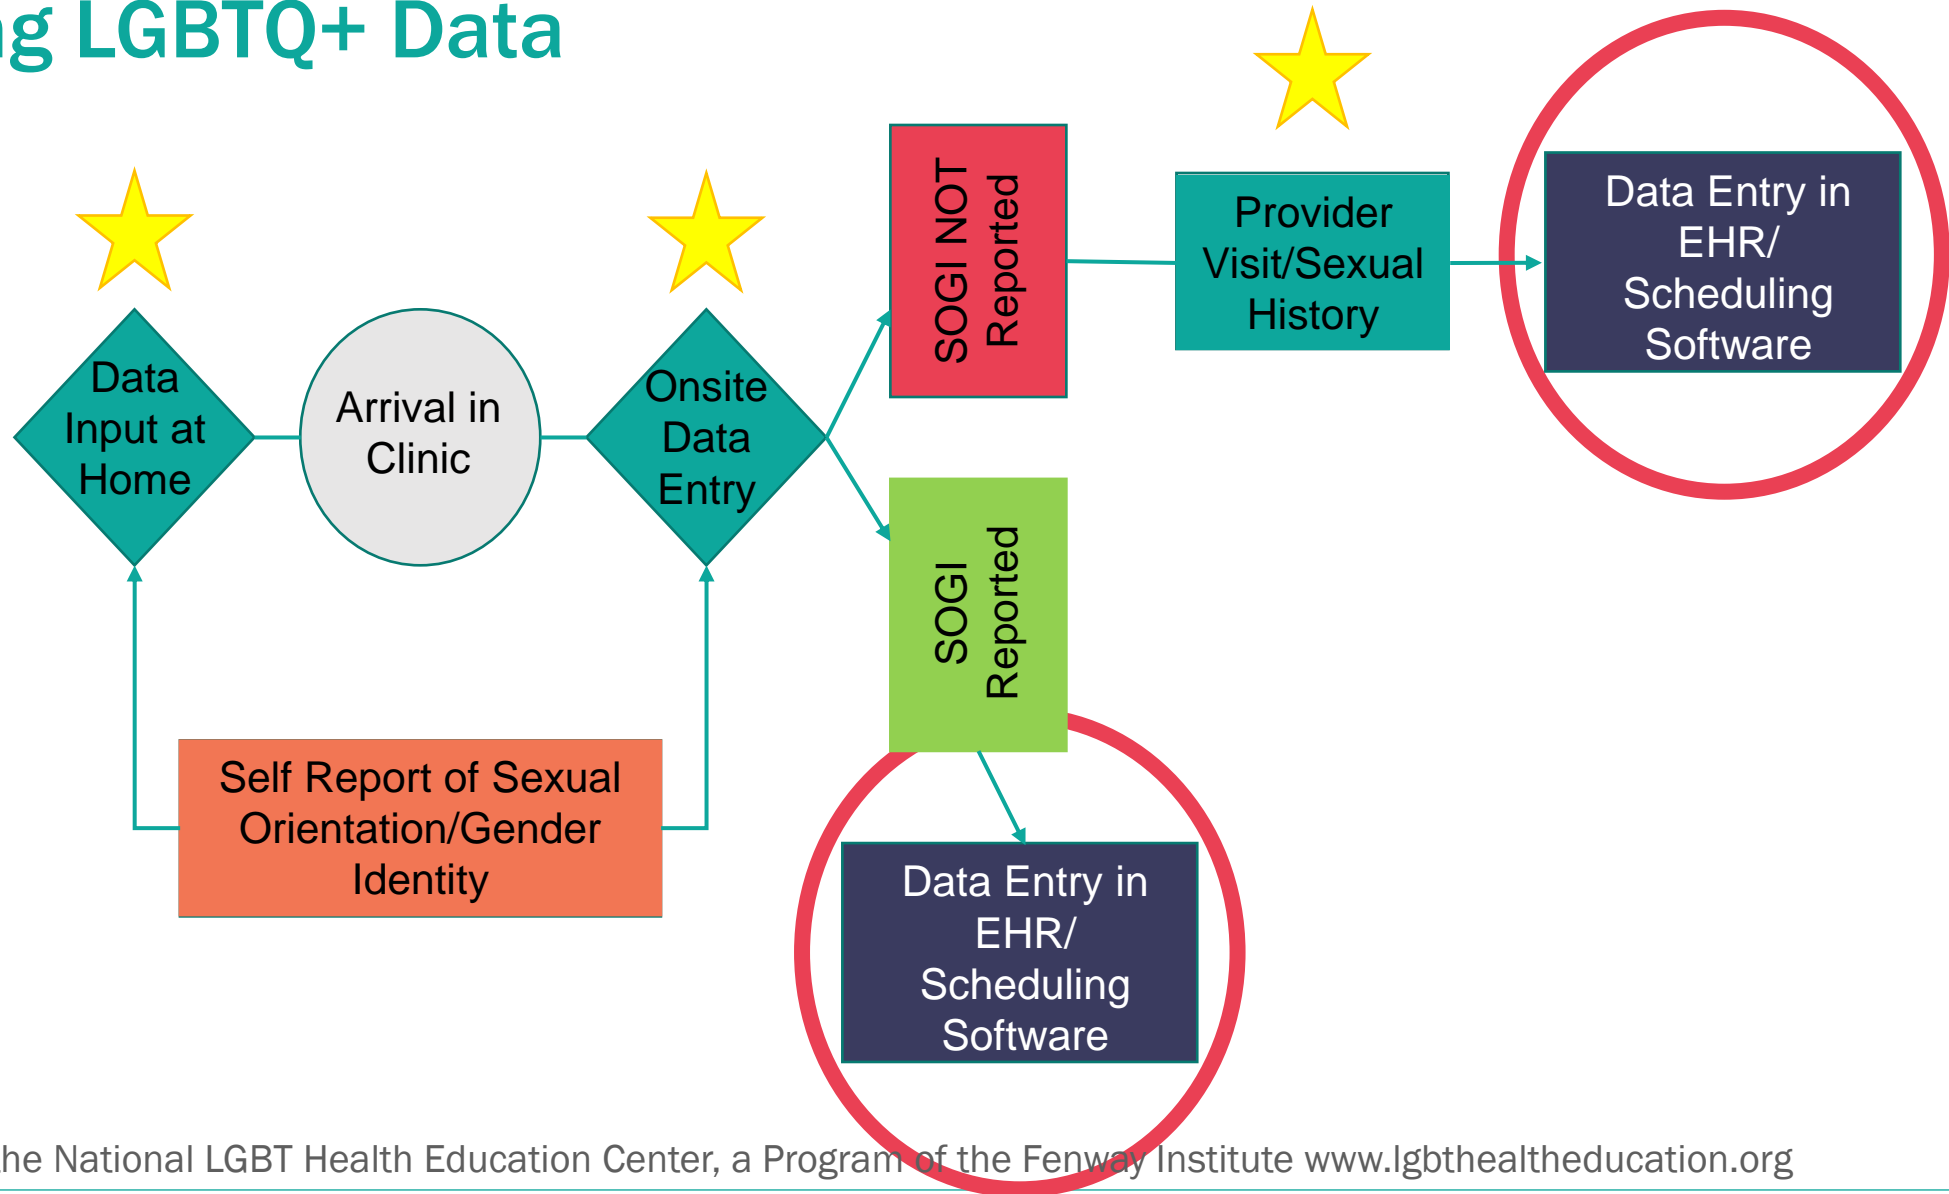 LGBTQ+ Data
Data
Input at
Home
Arrival in
Clinic
Onsite
Data
Entry
SOGI NOT
Reported
Provider
Visit/Sexual
History
Data Entry in
EHR/
Scheduling
Software
SOGI
Reported
Self Report of Sexual
Orientation/Gender
Identity
Data Entry in
EHR/
Scheduling
Software
National LGBT Health Education Center, a Program of the Fenway Institute www.lgbthealtheducation.org